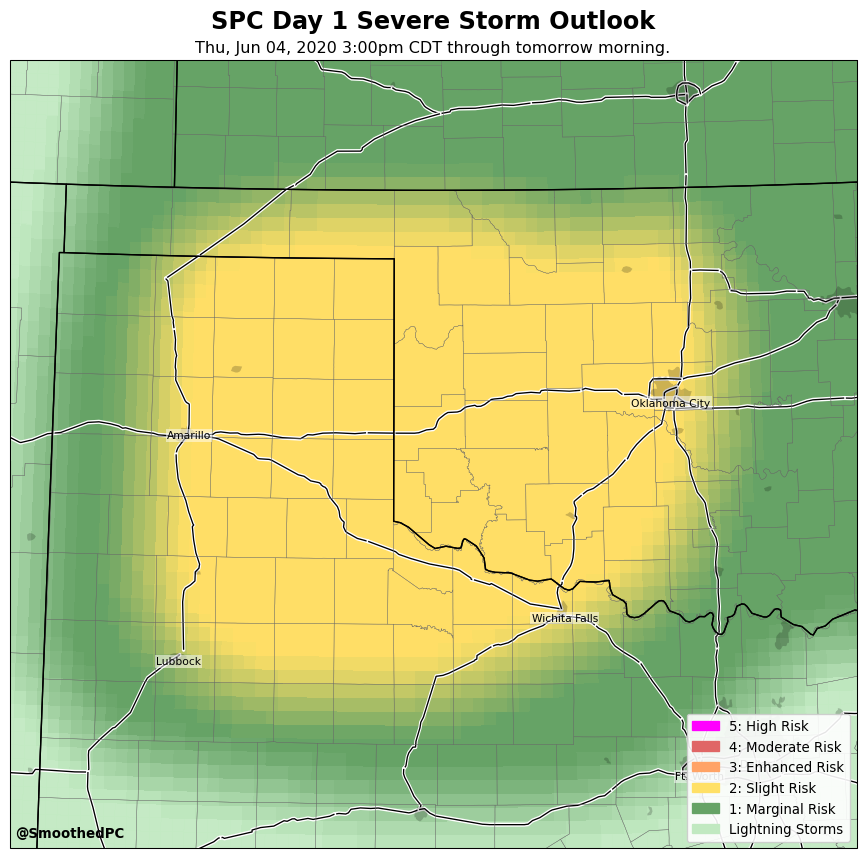 SPC Day 1 Severe Storm Outlook
Thu, Jun 04, 2020 3:00pm CDT through tomorrow morning.
Oklahoma City
Amarillo
Wichita Falls
Lubbock
5: High Risk
4: Moderate Risk
3: Enhanced Risk
2: Slight Risk
1: Marginal Risk
Lightning Storms
@SmoothedPC